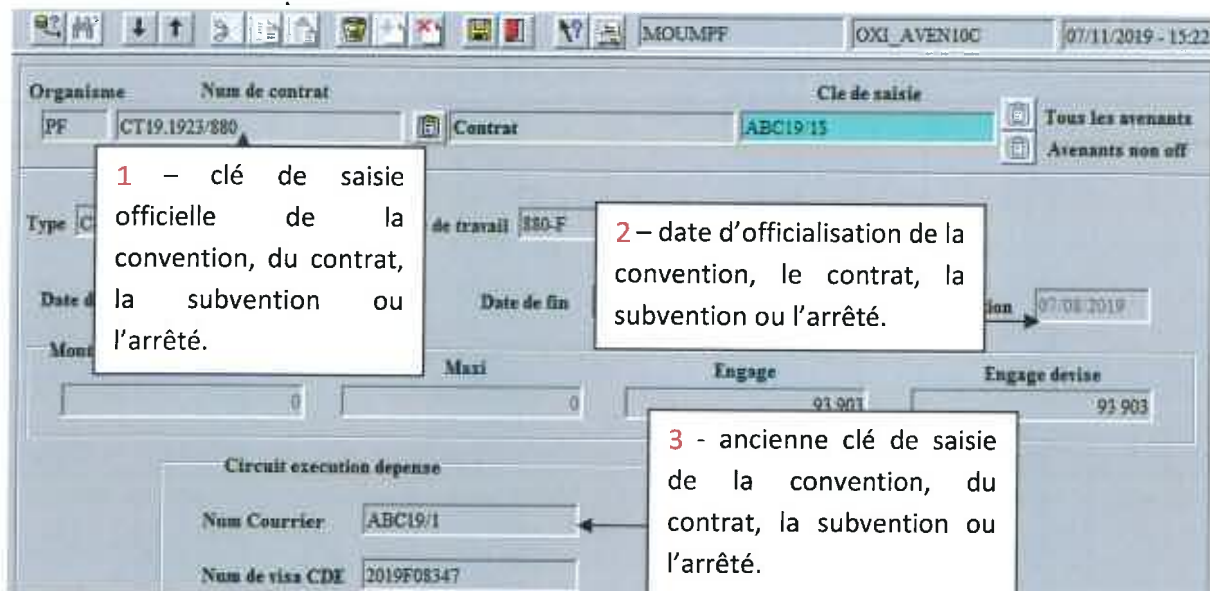 MOUMPF OXI_AVEN10C 07/11/2019 - 15:22
Organisme Num de contrat Cle de saisie
PF CT19.1923/880 Contrat ABC19/15 Tous les avenants
Avenants non off
1 – clé de saisie
officielle de la
convention, du contrat,
la subvention ou
l’arrêté.
Type C de travail 880-F
2 – date d’officialisation de la
convention, le contrat, la
subvention ou l’arrêté.
Date d Date de fin ion 07/08/2019
Mont Maxi Engage Engage devise
0 0 93 903 93 903
3 - ancienne clé de saisie
de la convention, du
contrat, la subvention ou
l’arrêté.
Circuit execution depense
Num Courrier ABC19/1
Num de visa CDE 2019F08347